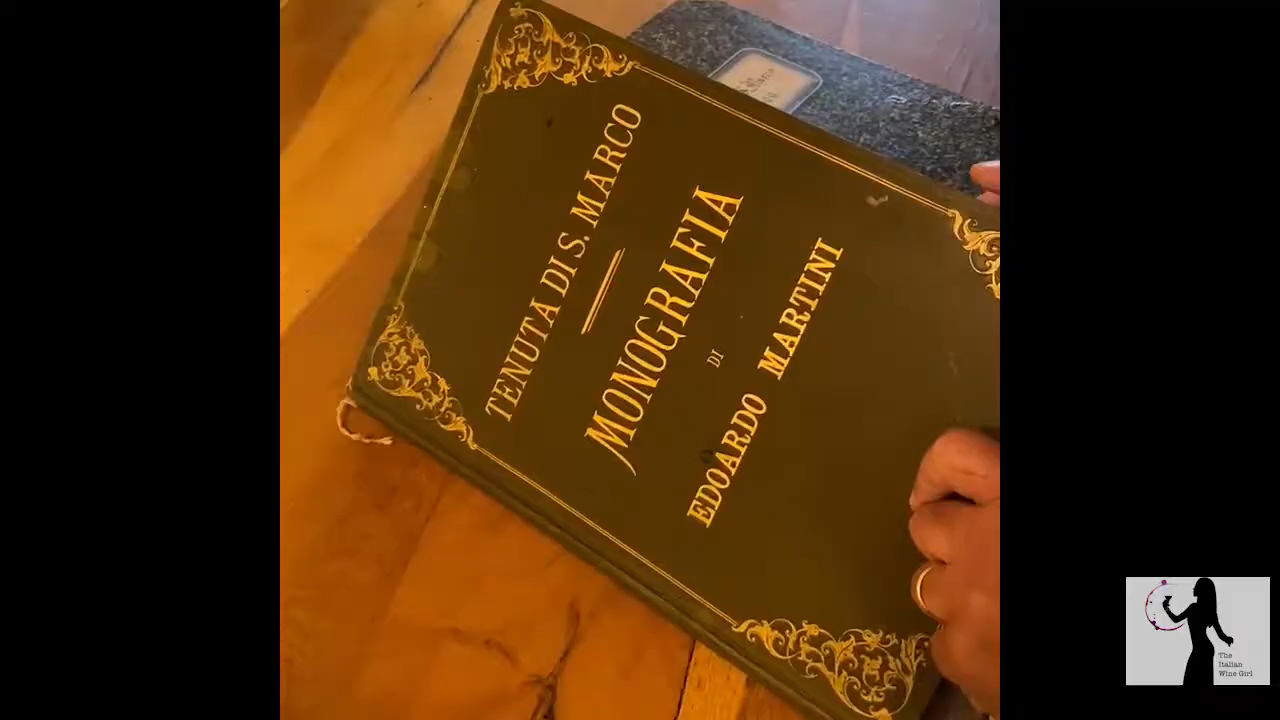 TENUTA DI S. MARCO
MONOGRAFIA
DI
EDOARDO MARTINI
The
Italian
Wine Girl